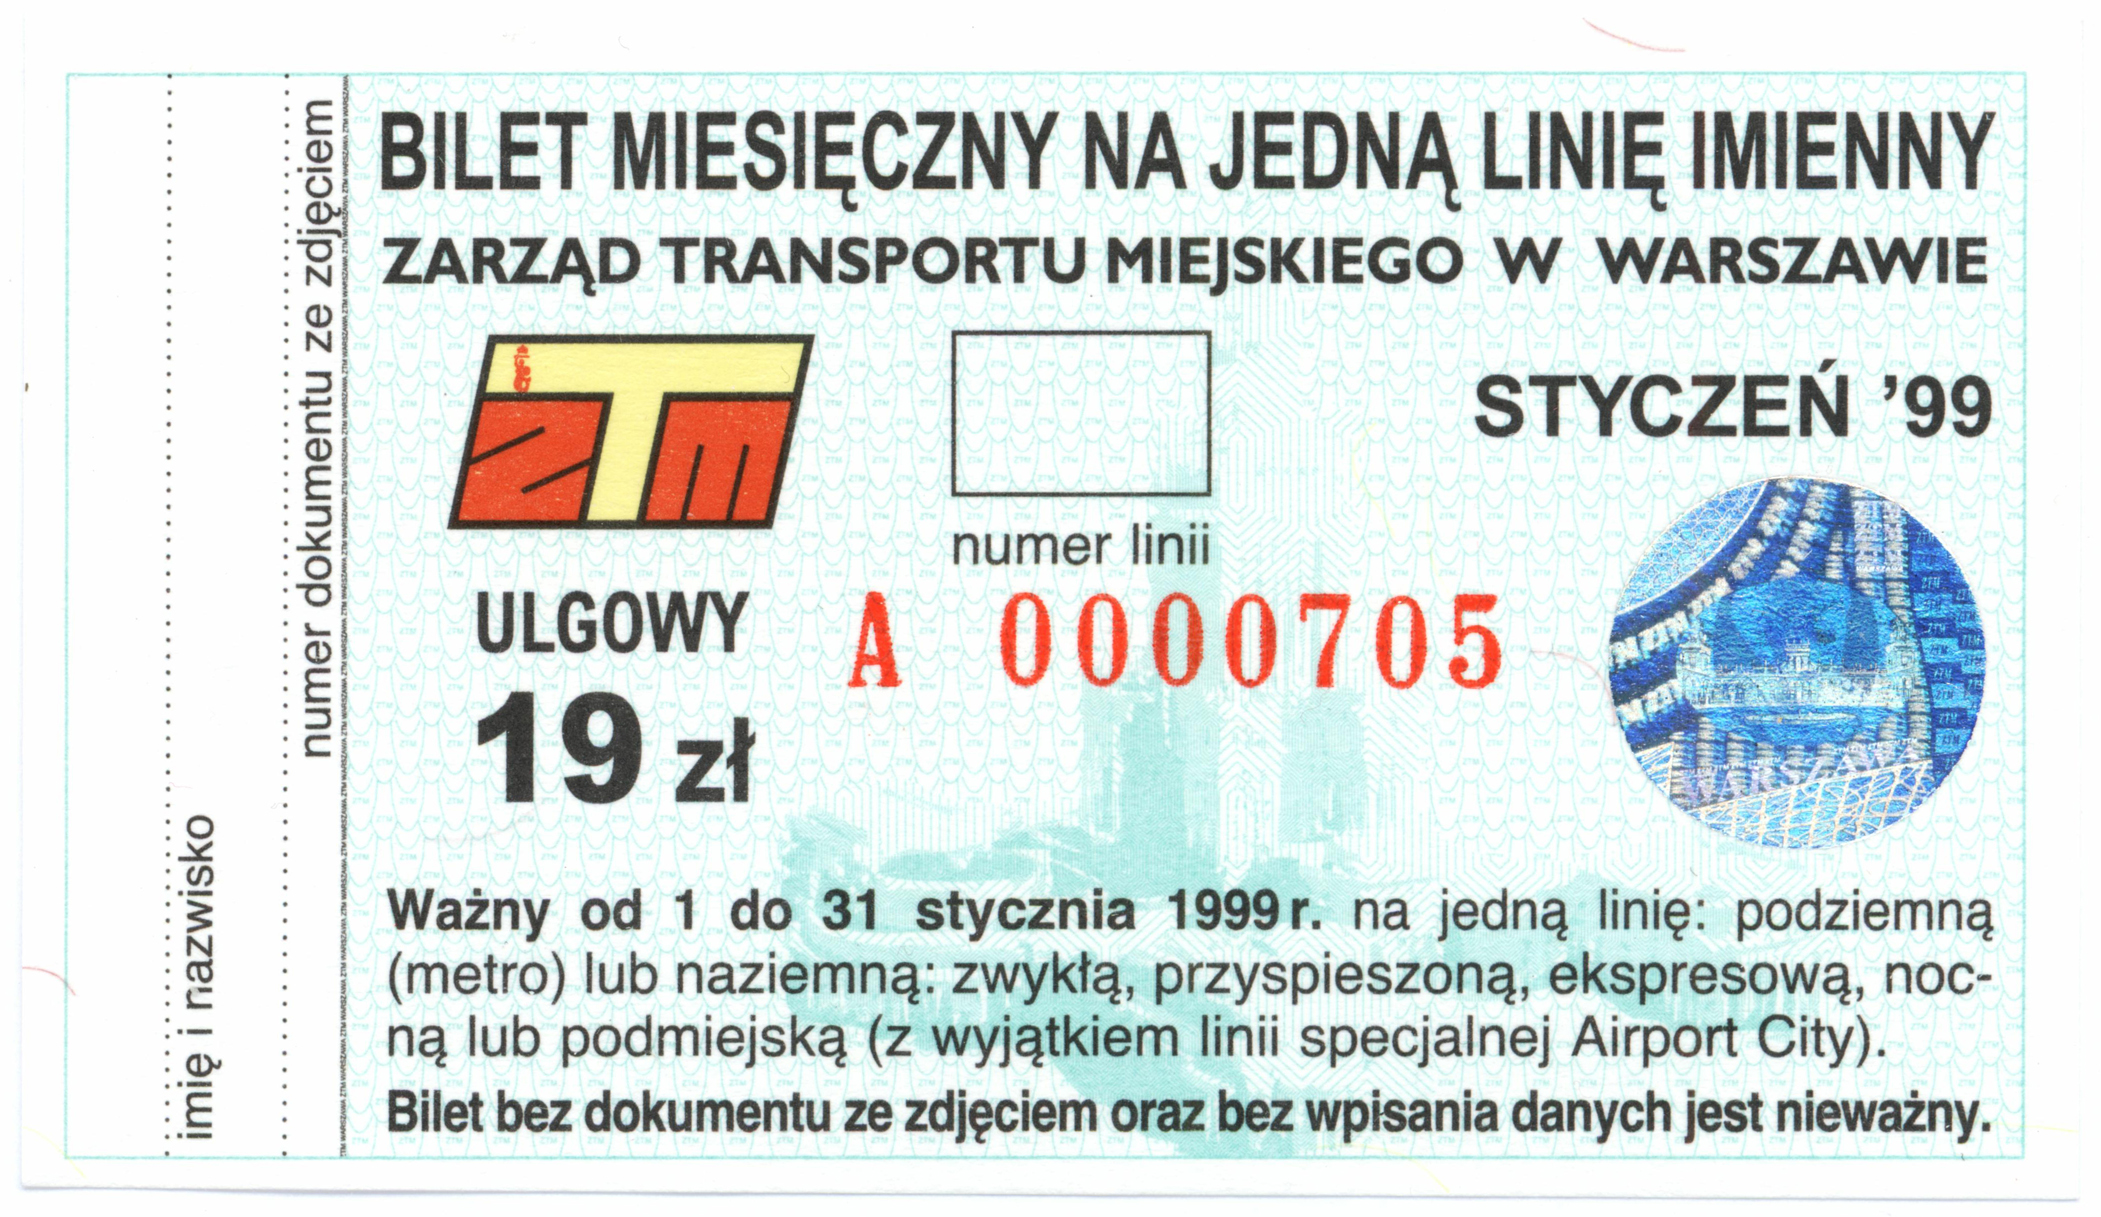 BILET MIESIĘCZNY NA JEDNĄ LINIĘ IMIENNY
ZARZĄD TRANSPORTU MIEJSKIEGO W WARSZAWIE
ZTM
numer linii
STYCZEŃ '99
ULGOWY
19 zł
A 0000705
WARSZAWA
Ważny od 1 do 31 stycznia 1999 r. na jedną linię: podziemną
(metro) lub naziemną: zwykłą, przyspieszoną, ekspresową, noc-
ną lub podmiejską (z wyjątkiem linii specjalnej Airport City).
Bilet bez dokumentu ze zdjęciem oraz bez wpisania danych jest nieważny.
imię i nazwisko
numer dokumentu ze zdjęciem